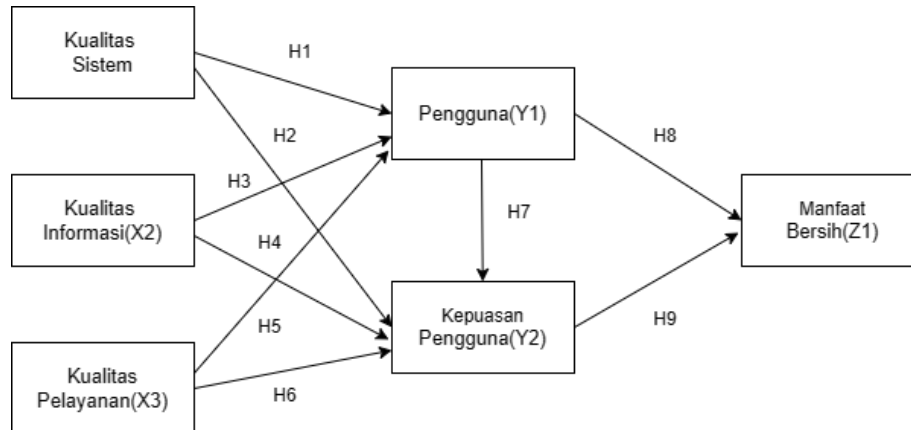 Kualitas
Sistem
H1
Pengguna(Y1)
H2
H8
H3
Kualitas
Informasi(X2)
H7
Manfaat
Bersih(Z1)
H4
Kepuasan
Pengguna(Y2)
H5
H9
Kualitas
Pelayanan(X3)
H6